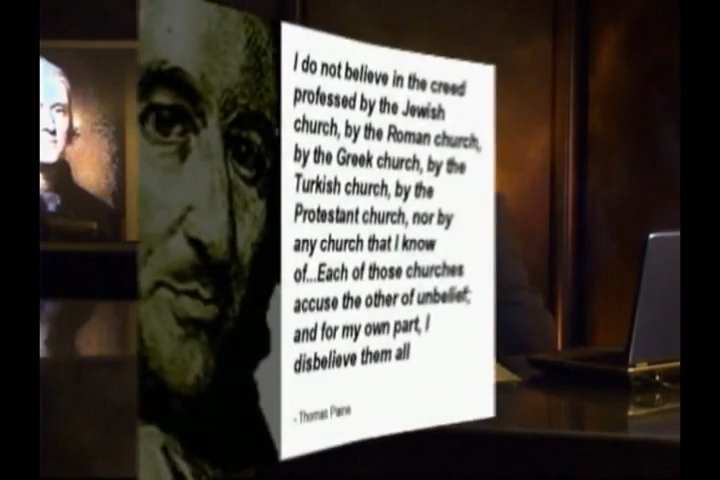 I do not believe in the creed
professed by the Jewish
church, by the Roman church,
by the Greek church, by the
Turkish church, by the
Protestant church, nor by
any church that I know
of...Each of those churches
accuse the other of unbelief;
and for my own part, I
disbelieve them all
- Thomas Paine